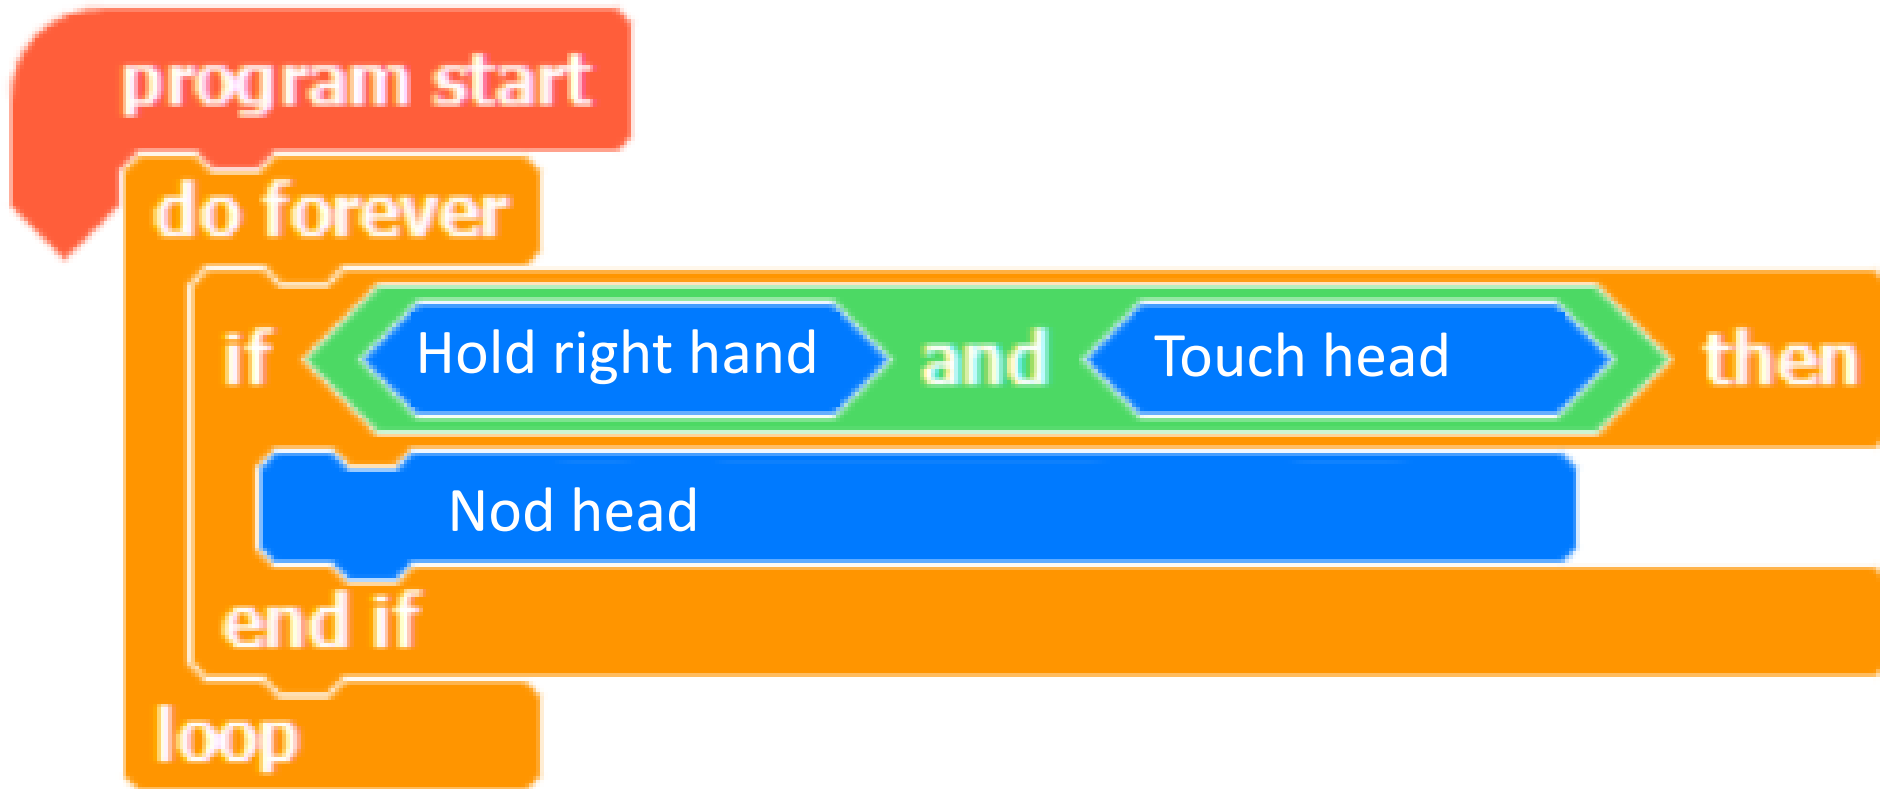 program start
do forever
if Hold right hand and Touch head then
Nod head
end if
loop